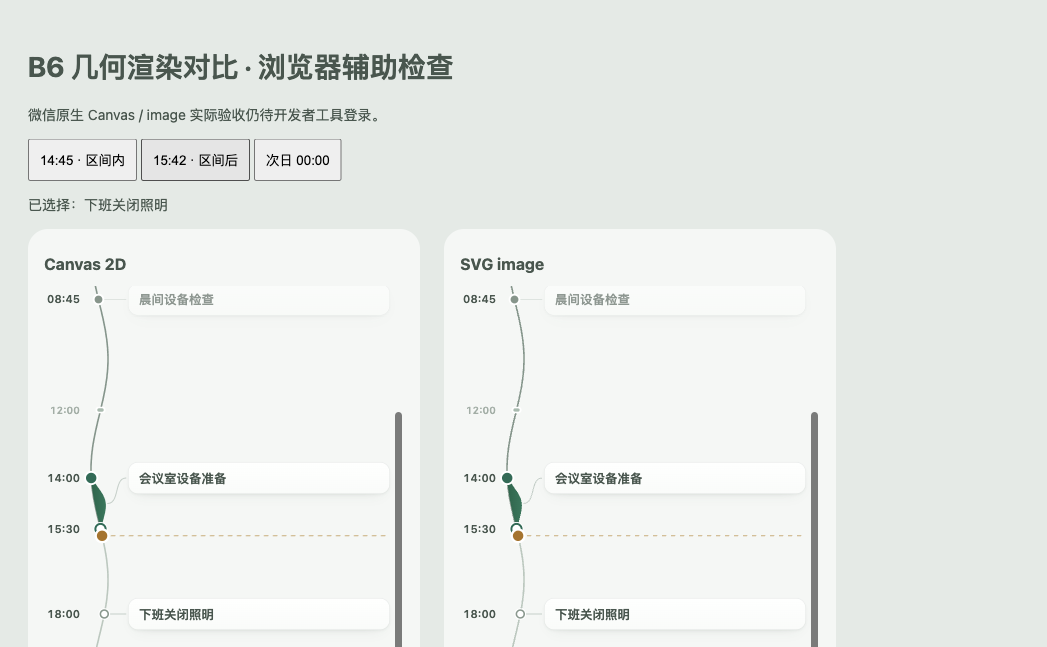 B6 几何渲染对比 · 浏览器辅助检查
微信原生 Canvas / image 实际验收仍待开发者工具登录。
14:45 · 区间内
15:42 · 区间后
次日 00:00
已选择：下班关闭照明
Canvas 2D
08:45 晨间设备检查
12:00
14:00 会议室设备准备
15:30
18:00 下班关闭照明
SVG image
08:45 晨间设备检查
12:00
14:00 会议室设备准备
15:30
18:00 下班关闭照明